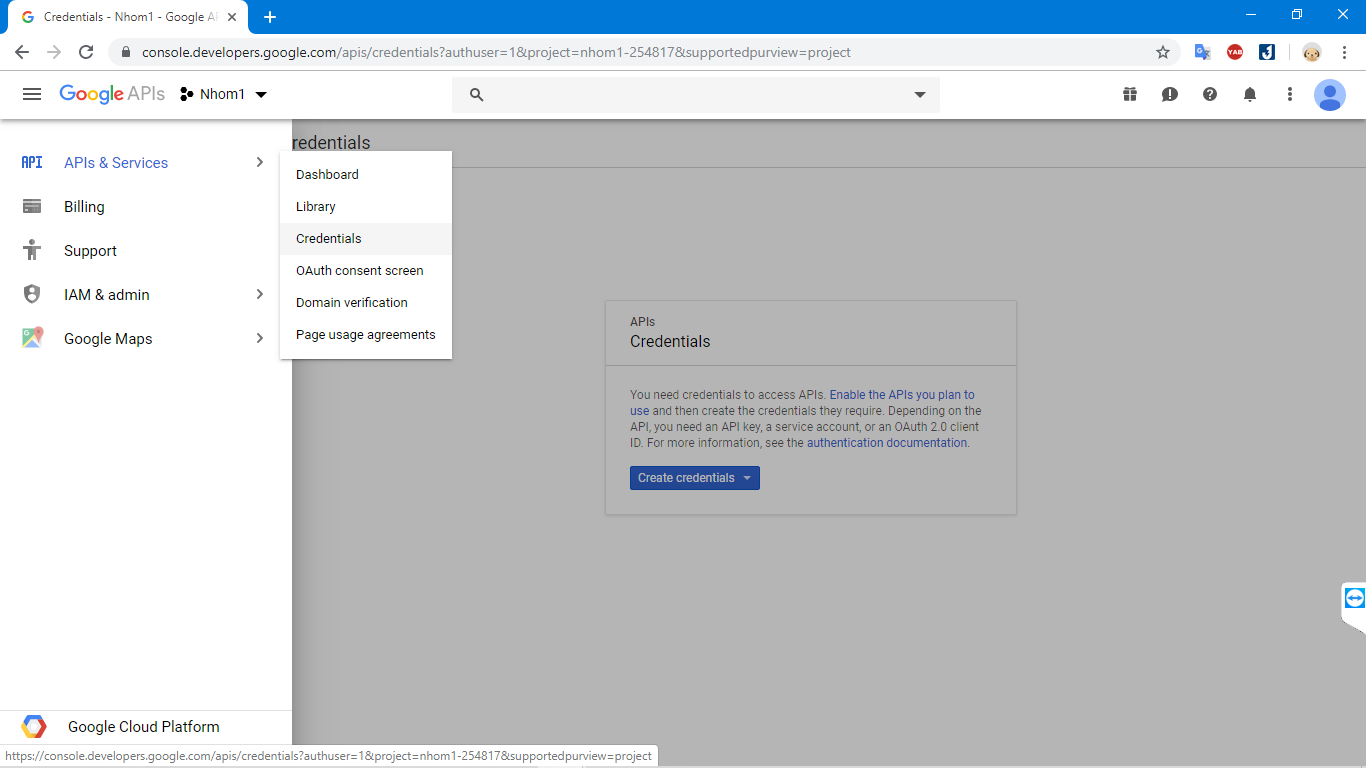 Credentials - Nhom1 - Google AP
console.developers.google.com/apis/credentials?authuser=1&project=nhom1-254817&supportedpurview=project
YAB
Google APIs
Nhom1
redentials
API
APIs & Services
Billing
Support
IAM & admin
Google Maps
Dashboard
Library
Credentials
OAuth consent screen
Domain verification
Page usage agreements
APIs
Credentials
You need credentials to access APIs. Enable the APIs you plan to
use and then create the credentials they require. Depending on the
API, you need an API key, a service account, or an OAuth 2.0 client
ID. For more information, see the authentication documentation.
Create credentials
Google Cloud Platform
https://console.developers.google.com/apis/credentials?authuser=1&project=nhom1-254817&supportedpurview=project